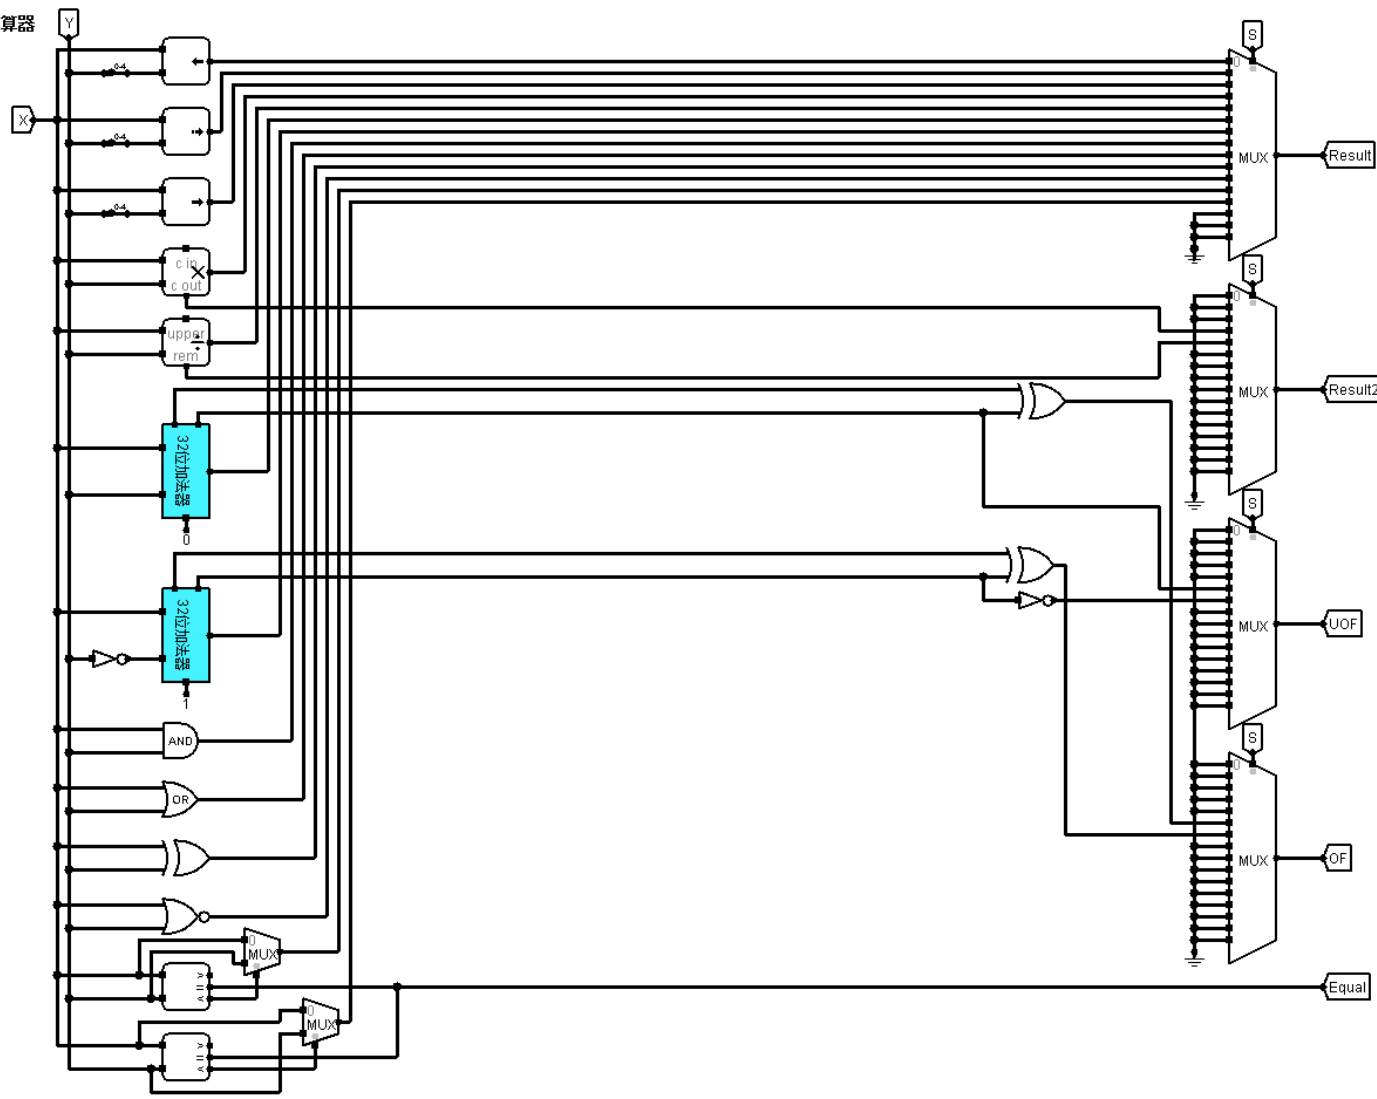 算器
Y
S
0-4
0
X
0-4
MUX
Result
0-4
c in
c out
S
0
upper
rem
MUX
Result2
32位加法器
S
0
0
32位加法器
MUX
UOF
1
AND
S
0
OR
MUX
OF
0
MUX
Equal
0
MUX